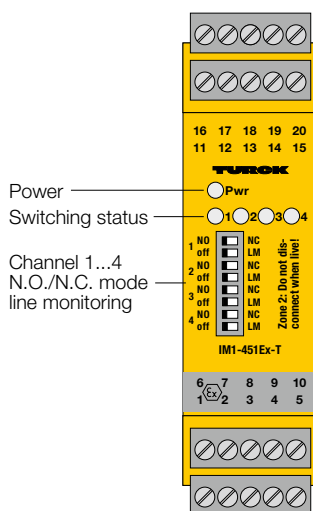 16 17 18 19 20
11 12 13 14 15
TURCK
Power
Pwr
Switching status
1 2 3 4
Channel 1...4
N.O./N.C. mode
line monitoring
1 NO NC
off LM
2 NO NC
off LM
3 NO NC
off LM
4 NO NC
off LM
Zone 2: Do not dis-
connect when live!
IM1-451Ex-T
6 7 8 9 10
Ex
1 2 3 4 5